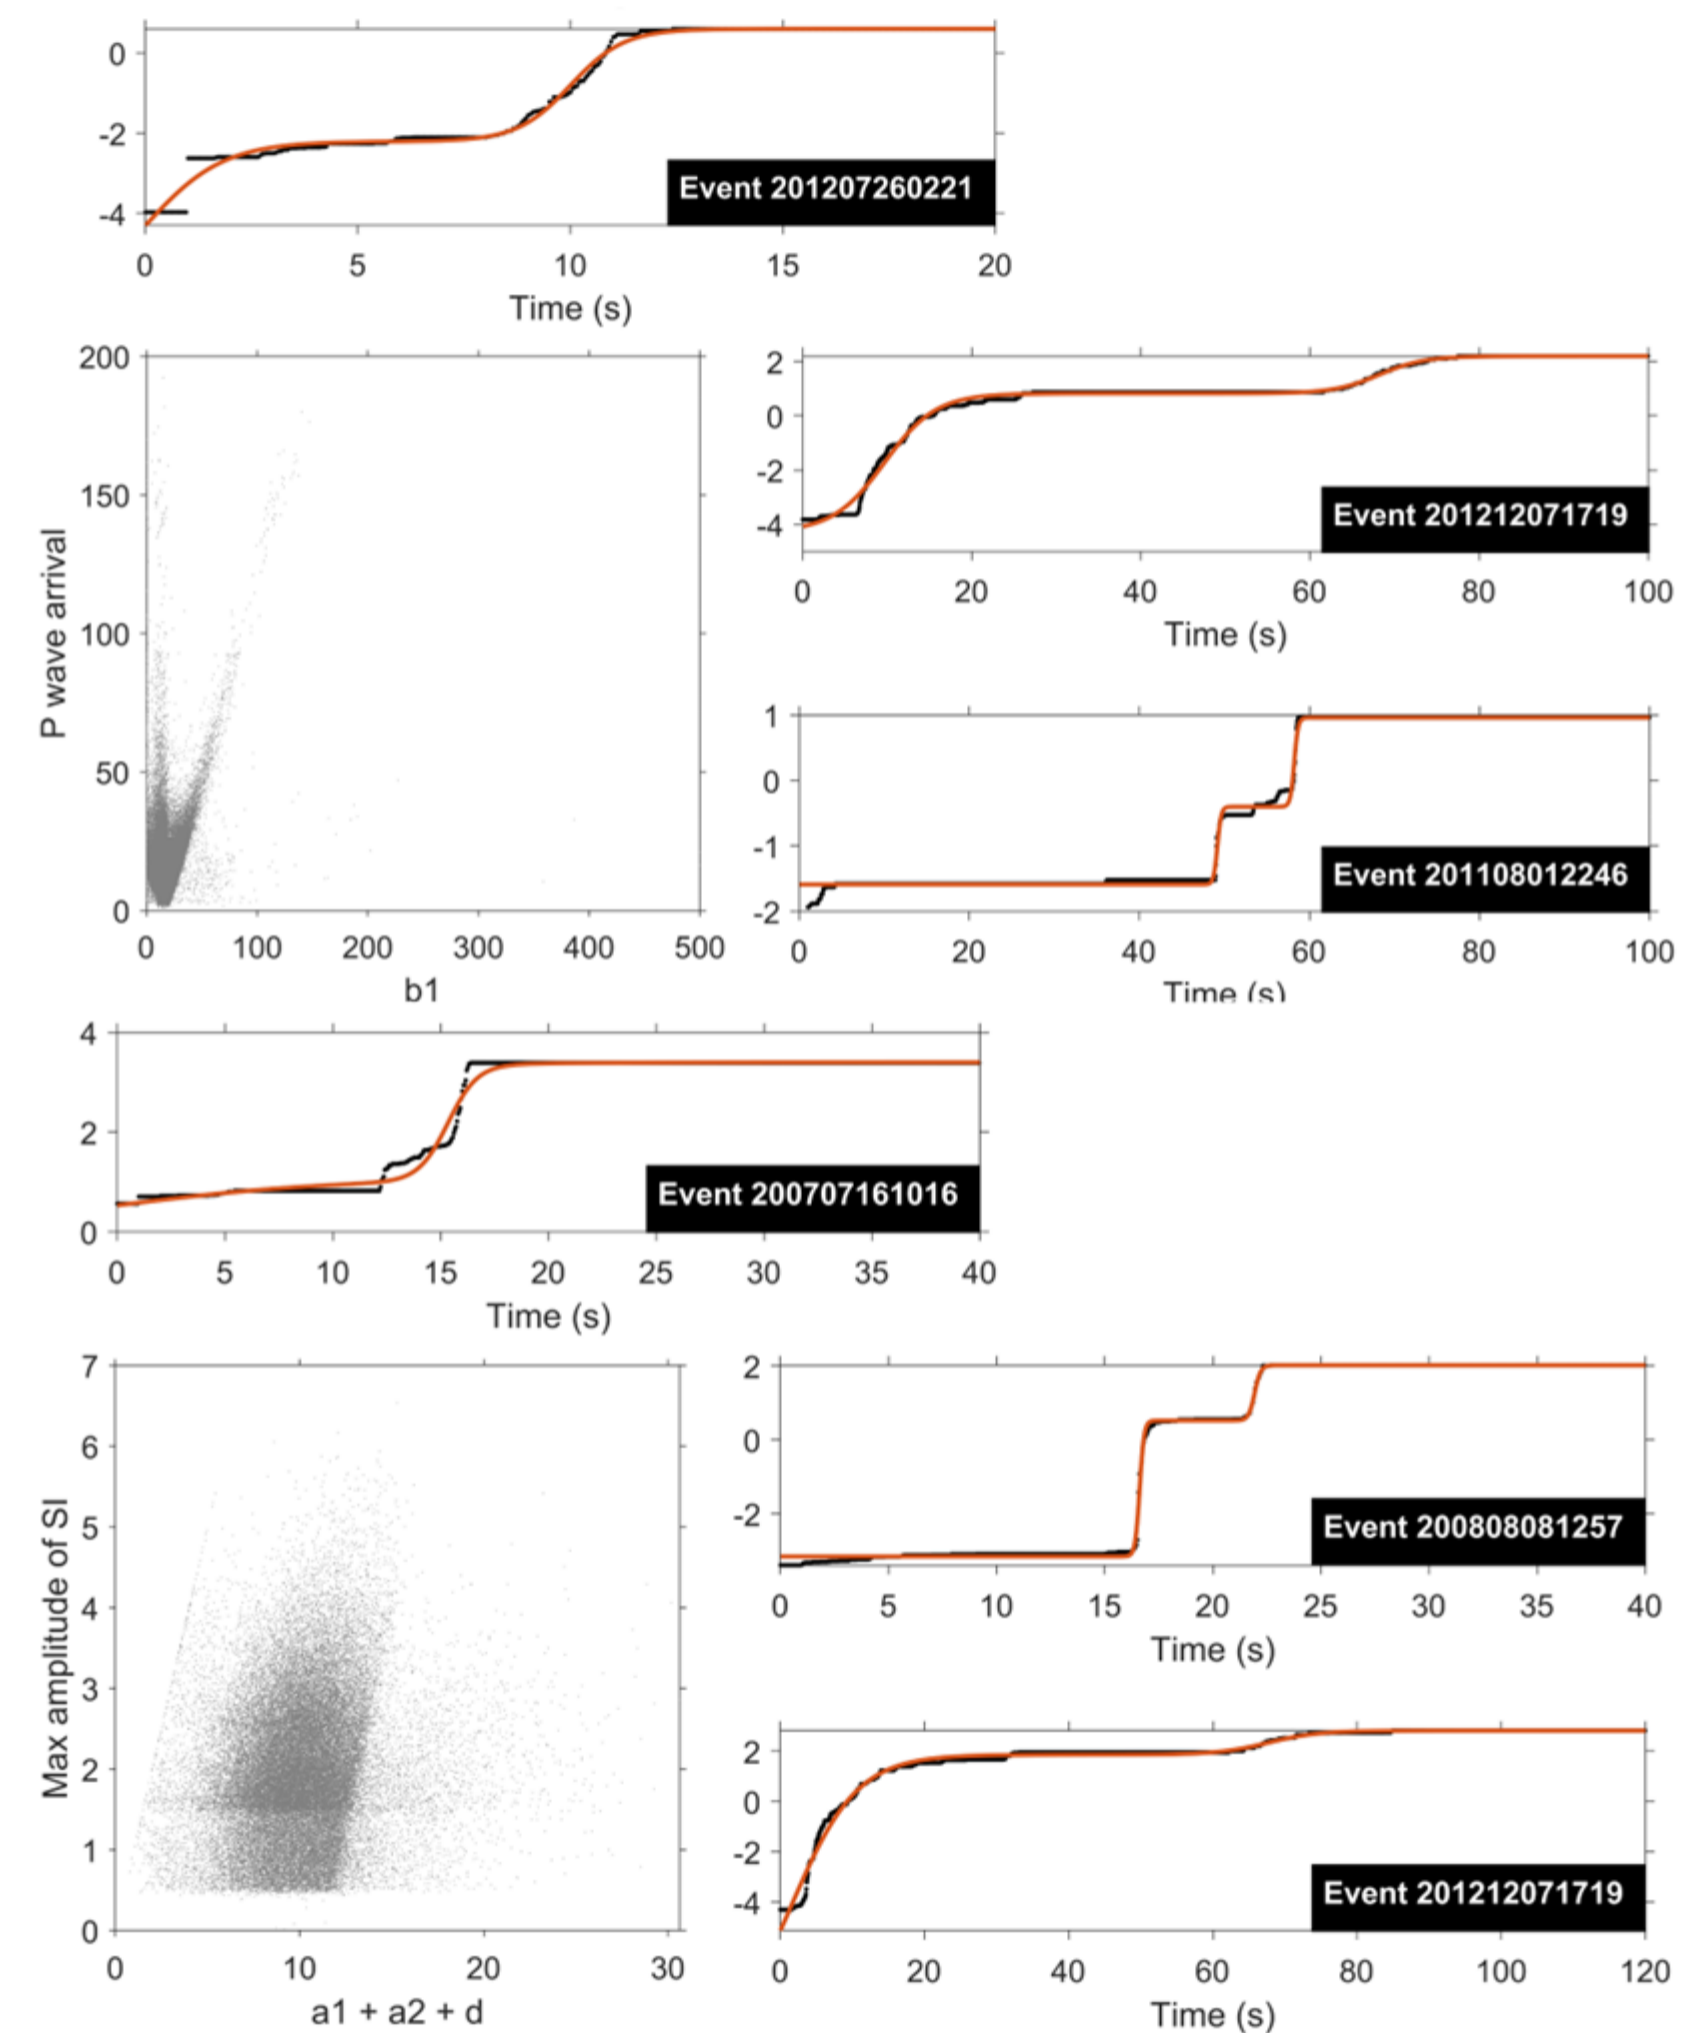 0
-2
-4
Event 201207260221
0 5 10 15 20
Time (s)
200
150
100
50
0
P wave arrival
0 100 200 300 400 500
b1
2
0
-2
-4
Event 201212071719
0 20 40 60 80 100
Time (s)
1
0
-1
-2
Event 201108012246
0 20 40 60 80 100
Time (s)
4
2
0
Event 200707161016
0 5 10 15 20 25 30 35 40
Time (s)
7
6
5
4
3
2
1
0
Max amplitude of SI
0 10 20 30
a1 + a2 + d
2
0
-2
Event 200808081257
0 5 10 15 20 25 30 35 40
Time (s)
2
0
-2
-4
Event 201212071719
0 20 40 60 80 100 120
Time (s)